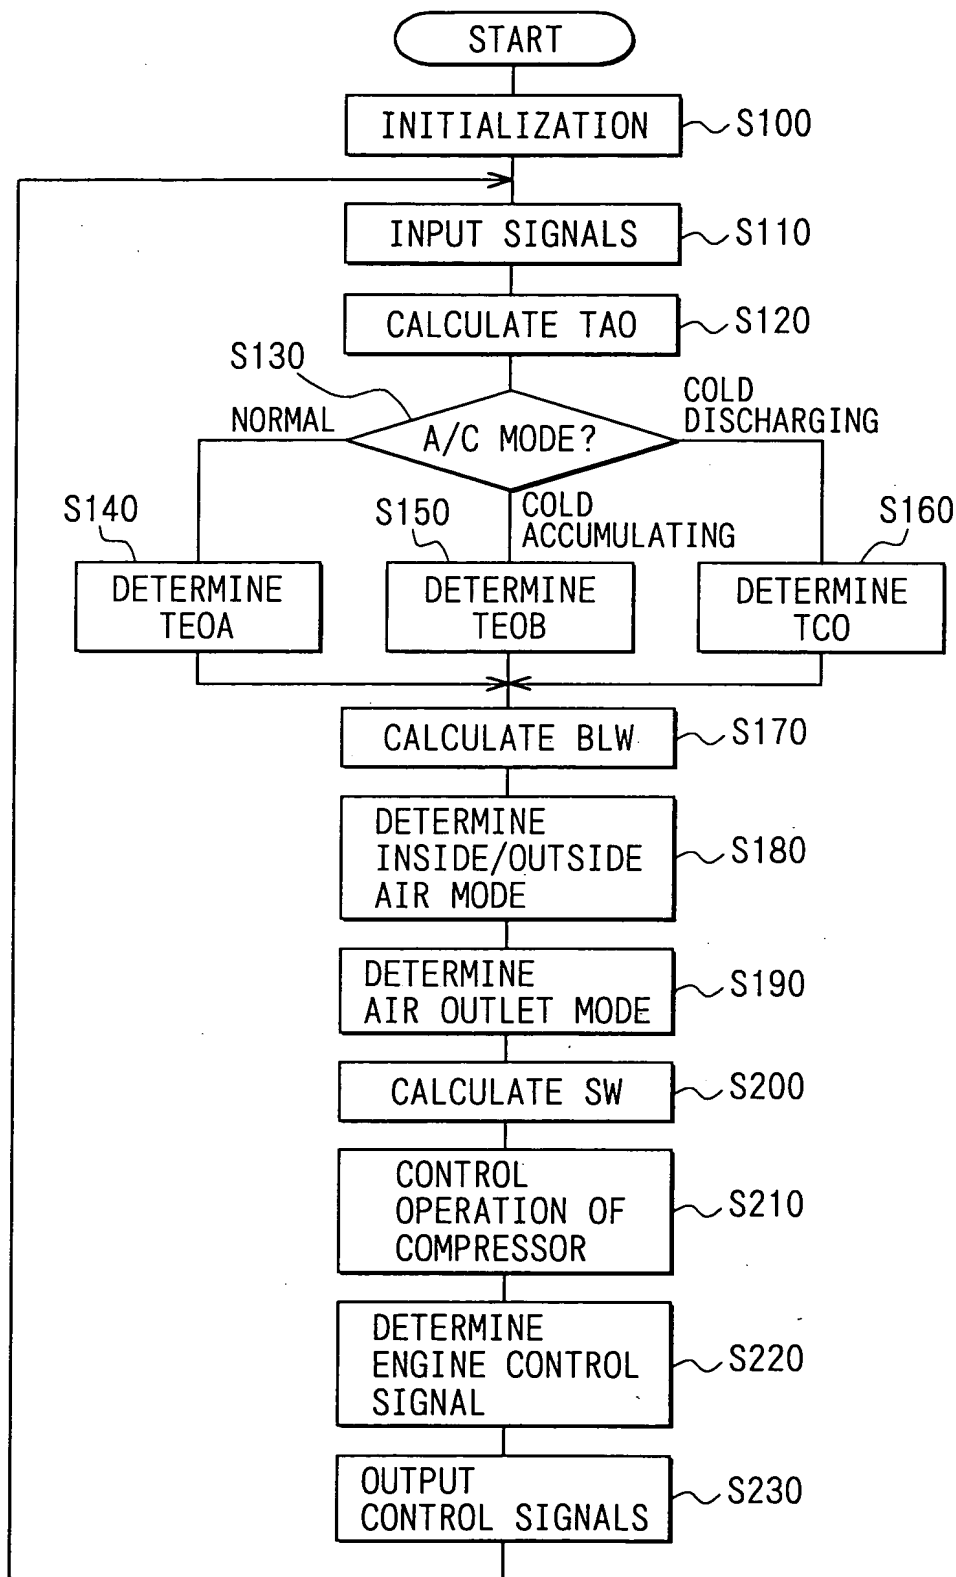 START
INITIALIZATION
S100
INPUT SIGNALS
S110
CALCULATE TAO
S120
S130
A/C MODE?
NORMAL
COLD
DISCHARGING
COLD
ACCUMULATING
S140
DETERMINE
TEOA
S150
DETERMINE
TEOB
S160
DETERMINE
TCO
CALCULATE BLW
S170
DETERMINE
INSIDE/OUTSIDE
AIR MODE
S180
DETERMINE
AIR OUTLET MODE
S190
CALCULATE SW
S200
CONTROL
OPERATION OF
COMPRESSOR
S210
DETERMINE
ENGINE CONTROL
SIGNAL
S220
OUTPUT
CONTROL SIGNALS
S230